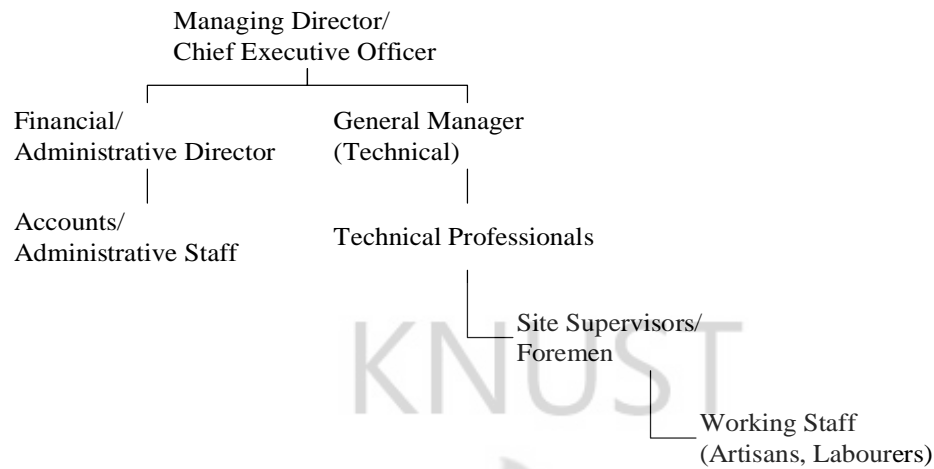 Managing Director/
Chief Executive Officer
Financial/
Administrative Director
General Manager
(Technical)
Accounts/
Administrative Staff
Technical Professionals
Site Supervisors/
Foremen
KNUST
Working Staff
(Artisans, Labourers)